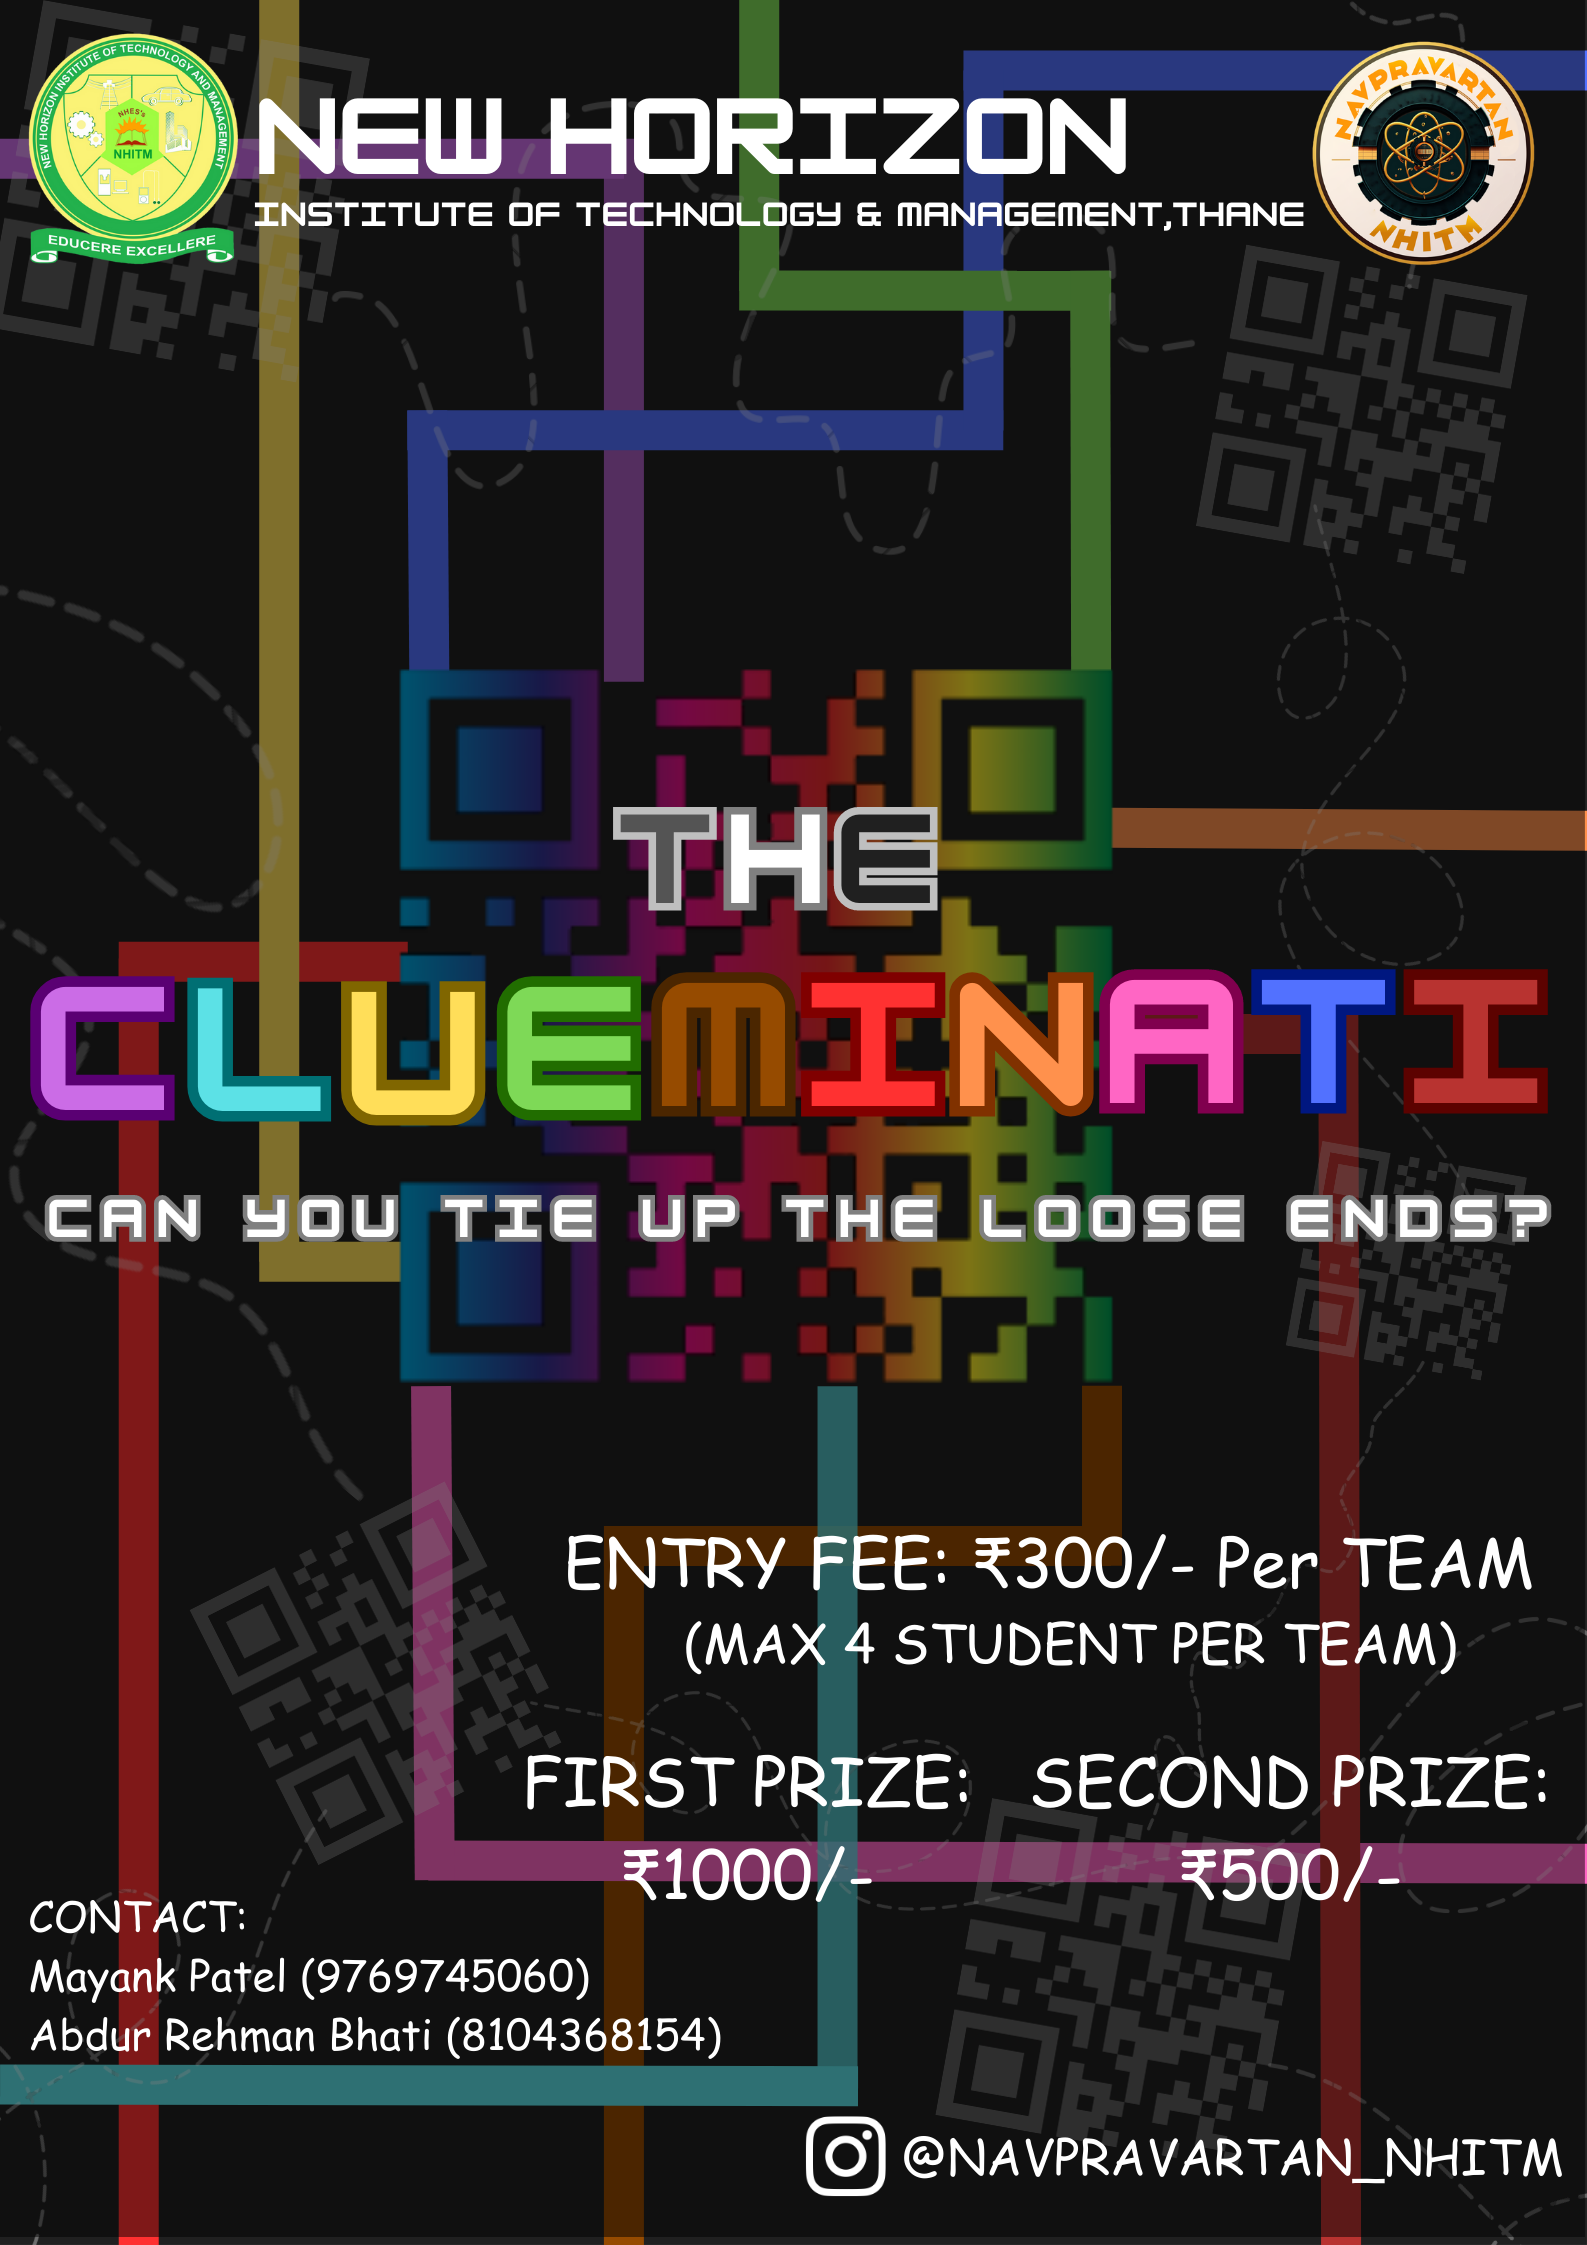 NEW HORIZON INSTITUTE OF TECHNOLOGY AND MANAGEMENT
NHES's
NHITM
EDUCERE EXCELLERE
NEW HORIZON
INSTITUTE OF TECHNOLOGY & MANAGEMENT,THANE
NAVPRAVARTAN
NHITM
THE
CLUEMINATI
CAN YOU TIE UP THE LOOSE ENDS?
ENTRY FEE: ₹300/- Per TEAM
(MAX 4 STUDENT PER TEAM)
FIRST PRIZE: SECOND PRIZE:
₹1000/- ₹500/-
CONTACT:
Mayank Patel (9769745060)
Abdur Rehman Bhati (8104368154)
@NAVPRAVARTAN_NHITM